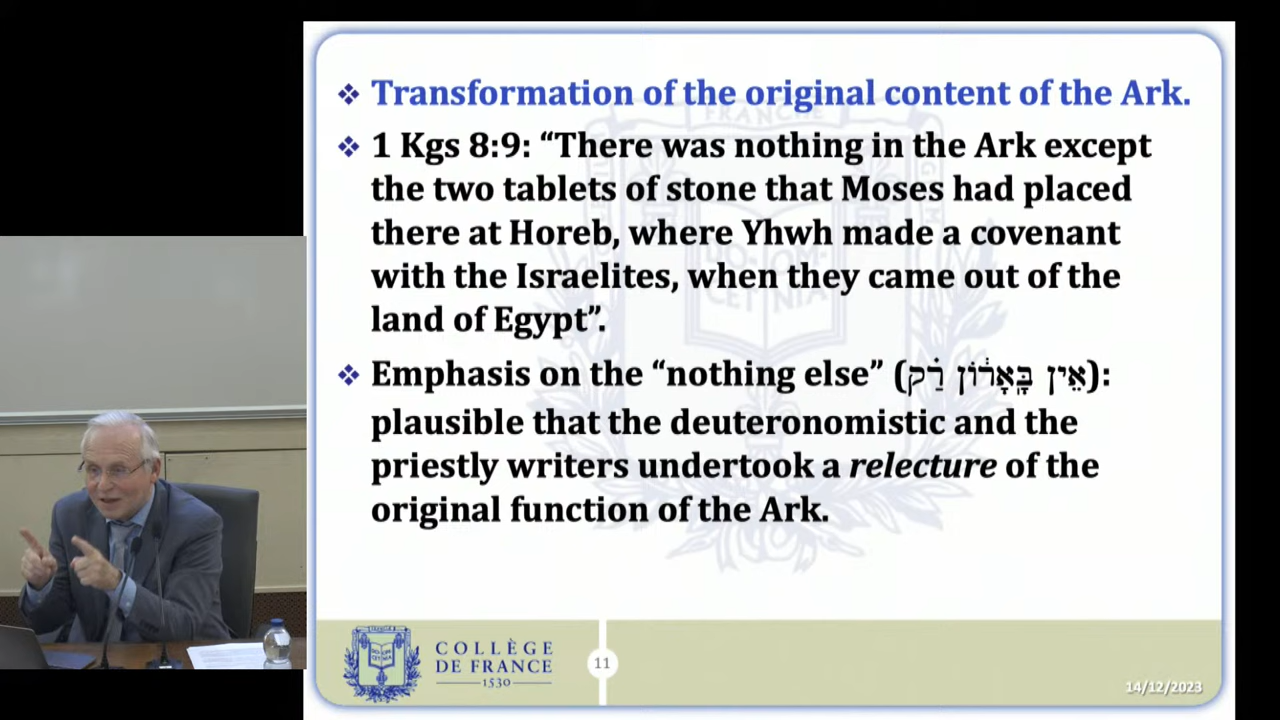 ❖ Transformation of the original content of the Ark.
❖ 1 Kgs 8:9: “There was nothing in the Ark except
the two tablets of stone that Moses had placed
there at Horeb, where Yhwh made a covenant
with the Israelites, when they came out of the
land of Egypt”.
❖ Emphasis on the “nothing else” (אֵ֚ין בָּֽאָר֔וֹן רַ֗ק):
plausible that the deuteronomistic and the
priestly writers undertook a relecture of the
original function of the Ark.
COLLÈGE
DE FRANCE
1530
11
14/12/2023